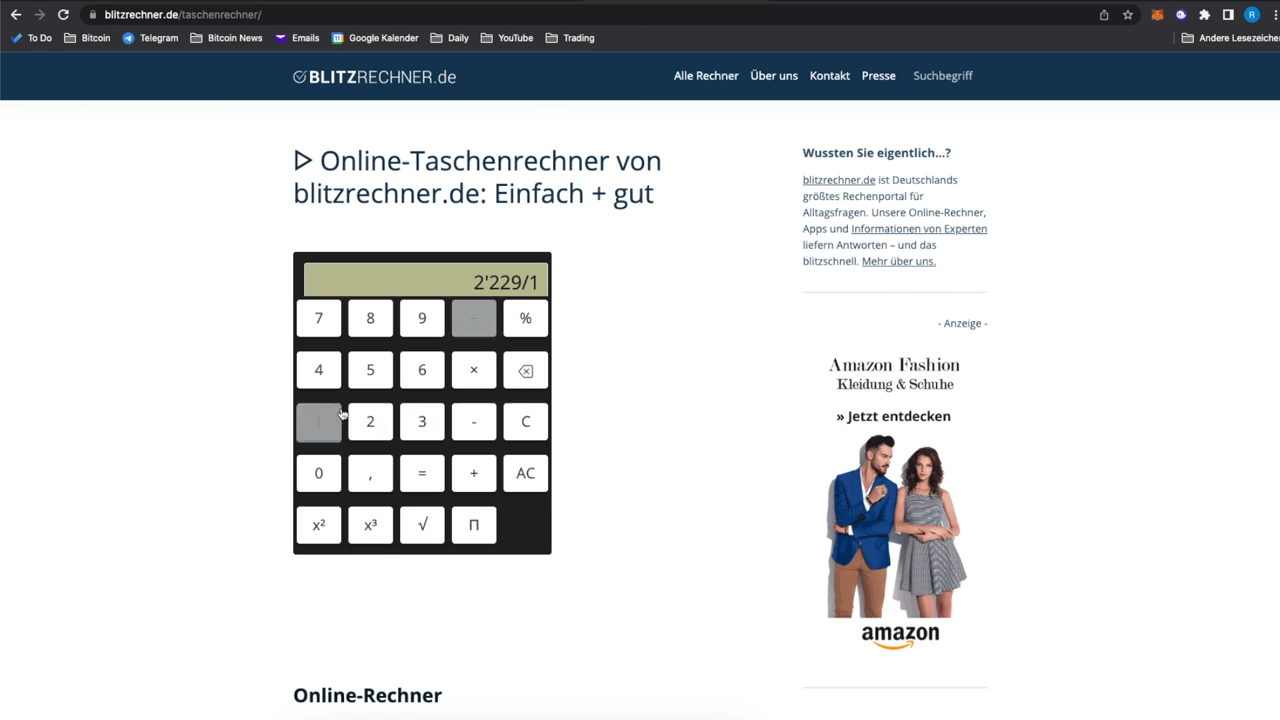 blitzrechner.de/taschenrechner/
R
To Do
Bitcoin
Telegram
Bitcoin News
Emails
Google Kalender
Daily
YouTube
Trading
Andere Lesezeichen
BLITZRECHNER.de
Alle Rechner
Über uns
Kontakt
Presse
Suchbegriff
Online-Taschenrechner von
blitzrechner.de: Einfach + gut
2'229/1
7 8 9 ÷ %
4 5 6 ×
1 2 3 - C
0 , = + AC
x² x³ √ Π
Online-Rechner
Wussten Sie eigentlich...?
blitzrechner.de ist Deutschlands
größtes Rechenportal für
Alltagsfragen. Unsere Online-Rechner,
Apps und Informationen von Experten
liefern Antworten – und das
blitzschnell. Mehr über uns.
- Anzeige -
Amazon Fashion
Kleidung & Schuhe
» Jetzt entdecken
amazon